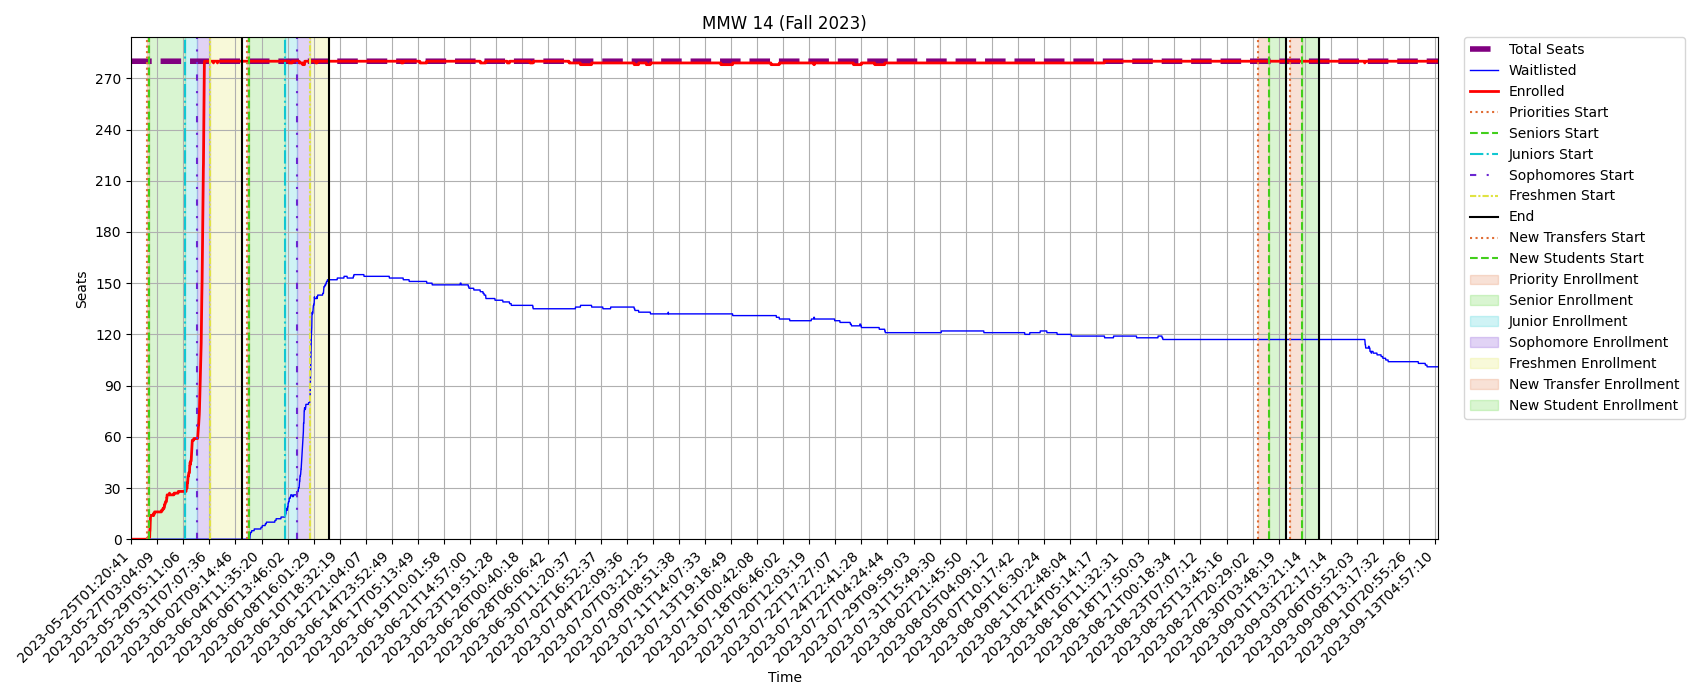 MMW 14 (Fall 2023)
Seats
270
240
210
180
150
120
90
60
30
0
2023-05-25T01:20:41
2023-05-27T03:04:09
2023-05-29T05:11:06
2023-05-31T07:07:36
2023-06-02T09:14:46
2023-06-04T11:35:20
2023-06-06T13:46:02
2023-06-08T16:01:29
2023-06-10T18:32:19
2023-06-12T21:04:07
2023-06-14T23:52:49
2023-06-17T05:13:49
2023-06-19T10:01:58
2023-06-21T14:57:00
2023-06-23T19:51:28
2023-06-26T00:40:18
2023-06-28T06:06:42
2023-06-30T11:20:37
2023-07-02T16:52:37
2023-07-04T22:09:36
2023-07-07T03:21:25
2023-07-09T08:51:38
2023-07-11T14:07:33
2023-07-13T19:18:49
2023-07-16T00:42:08
2023-07-18T06:46:02
2023-07-20T12:03:19
2023-07-22T17:27:07
2023-07-24T22:41:28
2023-07-27T04:24:44
2023-07-29T09:59:03
2023-07-31T15:49:30
2023-08-02T21:45:50
2023-08-05T04:09:12
2023-08-07T10:17:42
2023-08-09T16:30:24
2023-08-11T22:48:04
2023-08-14T05:14:17
2023-08-16T11:32:31
2023-08-18T17:50:03
2023-08-21T00:18:34
2023-08-23T07:07:12
2023-08-25T13:45:16
2023-08-27T20:29:02
2023-08-30T03:48:19
2023-09-01T13:21:14
2023-09-03T22:17:14
2023-09-06T05:52:03
2023-09-08T13:17:32
2023-09-10T20:55:26
2023-09-13T04:57:10
Time
Total Seats
Waitlisted
Enrolled
Priorities Start
Seniors Start
Juniors Start
Sophomores Start
Freshmen Start
End
New Transfers Start
New Students Start
Priority Enrollment
Senior Enrollment
Junior Enrollment
Sophomore Enrollment
Freshmen Enrollment
New Transfer Enrollment
New Student Enrollment